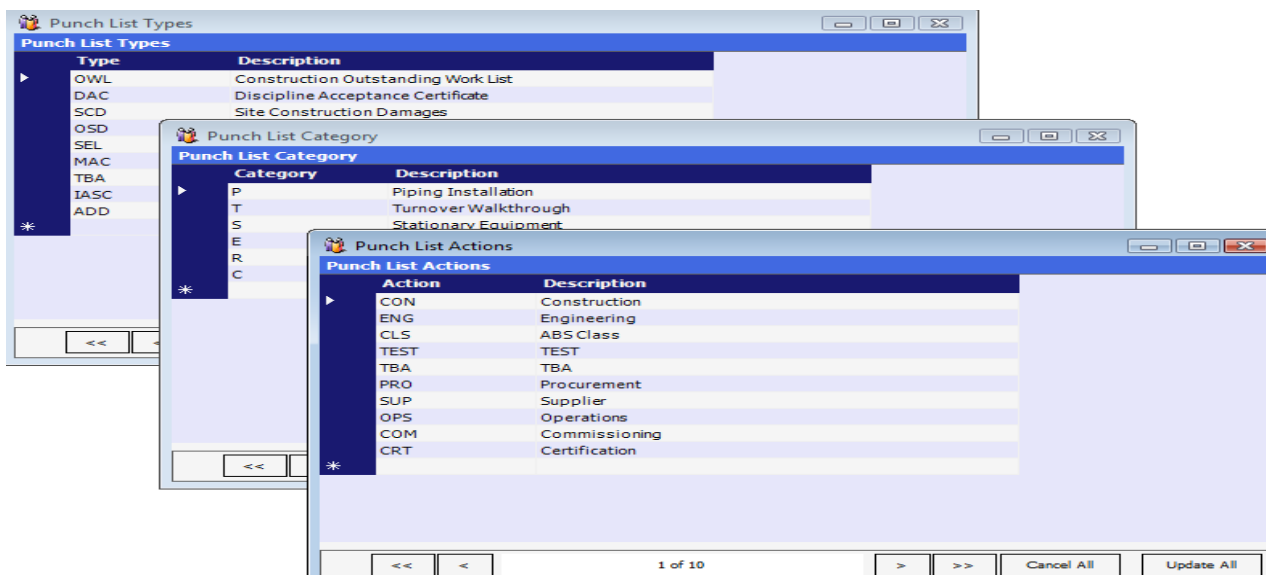 Punch List Types
Punch List Types
Type Description
OWL Construction Outstanding Work List
DAC Discipline Acceptance Certificate
SCD Site Construction Damages
OSD
SEL
MAC
TBA
IASC
ADD
*
<<
Punch List Category
Punch List Category
Category Description
P Piping Installation
T Turnover Walkthrough
S Stationary Equipment
E
R
C
*
<<
Punch List Actions
Punch List Actions
Action Description
CON Construction
ENG Engineering
CLS ABS Class
TEST TEST
TBA TBA
PRO Procurement
SUP Supplier
OPS Operations
COM Commissioning
CRT Certification
*
<< < 1 of 10 > >> Cancel All Update All